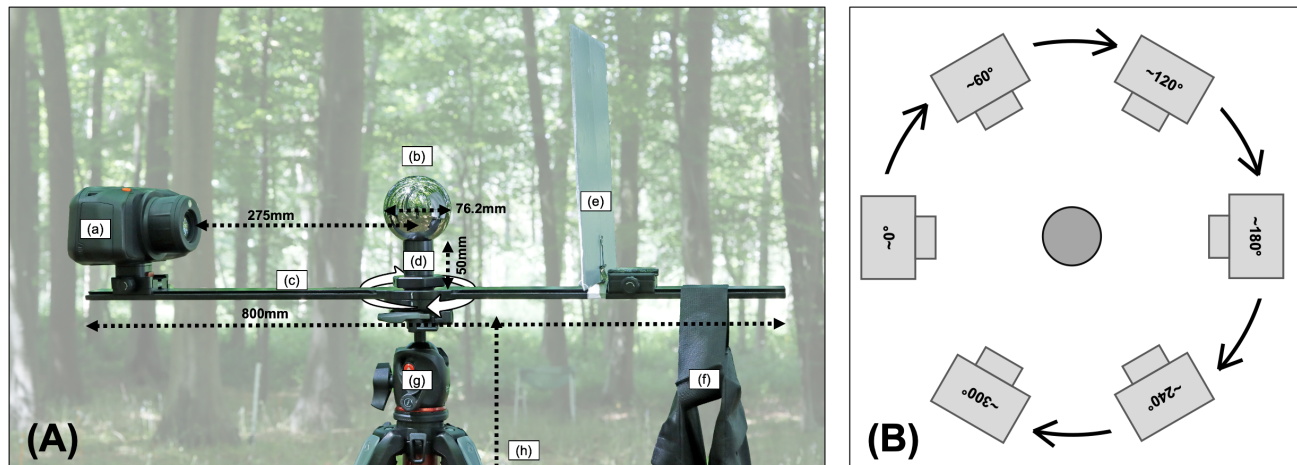 (b)
(a)
275mm
76.2mm
(e)
(d)
50mm
(c)
800mm
(g)
(f)
(A)
(h)
~60°
~120°
~0°
~180°
~300°
~240°
(B)